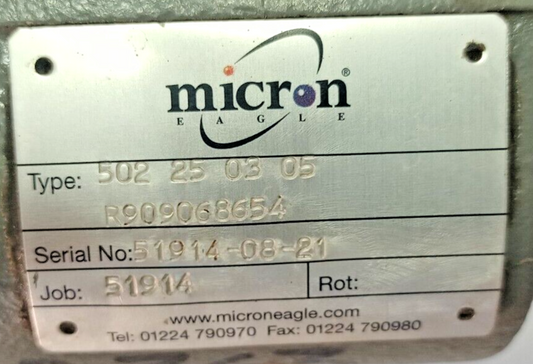 micron®
EAGLE
Type: 502 25 03 05
R909068654
Serial No: 51914-08-21
Job: 51914 Rot:
www.microneagle.com
Tel: 01224 790970 Fax: 01224 790980